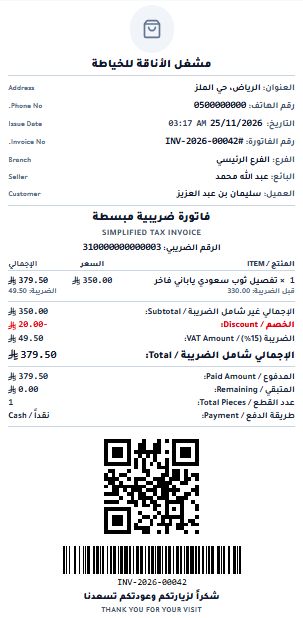 مشغل الأناقة للخياطة
العنوان: الرياض، حي الملز Address
رقم الهاتف: 0500000000 Phone No.
التاريخ: 25/11/2026 03:17 AM Issue Date
رقم الفاتورة: #INV-2026-00042 Invoice No.
الفرع: الفرع الرئيسي Branch
البائع: عبد الله محمد Seller
العميل: سليمان بن عبد العزيز Customer
فاتورة ضريبية مبسطة
SIMPLIFIED TAX INVOICE
الرقم الضريبي: 310000000000003
المنتج / ITEM السعر الإجمالي
1 × تفصيل ثوب سعودي ياباني فاخر 350.00 379.50
قبل الضريبة: 330.00 الضريبة: 49.50
الإجمالي غير شامل الضريبة / Subtotal: 350.00
الخصم / Discount: -20.00
الضريبة (15%) / VAT Amount: 49.50
الإجمالي شامل الضريبة / Total: 379.50
المدفوع / Paid Amount: 379.50
المتبقي / Remaining: 0.00
عدد القطع / Total Pieces: 1
طريقة الدفع / Payment: نقداً / Cash
INV-2026-00042
شكراً لزيارتكم وعودتكم تسعدنا
THANK YOU FOR YOUR VISIT